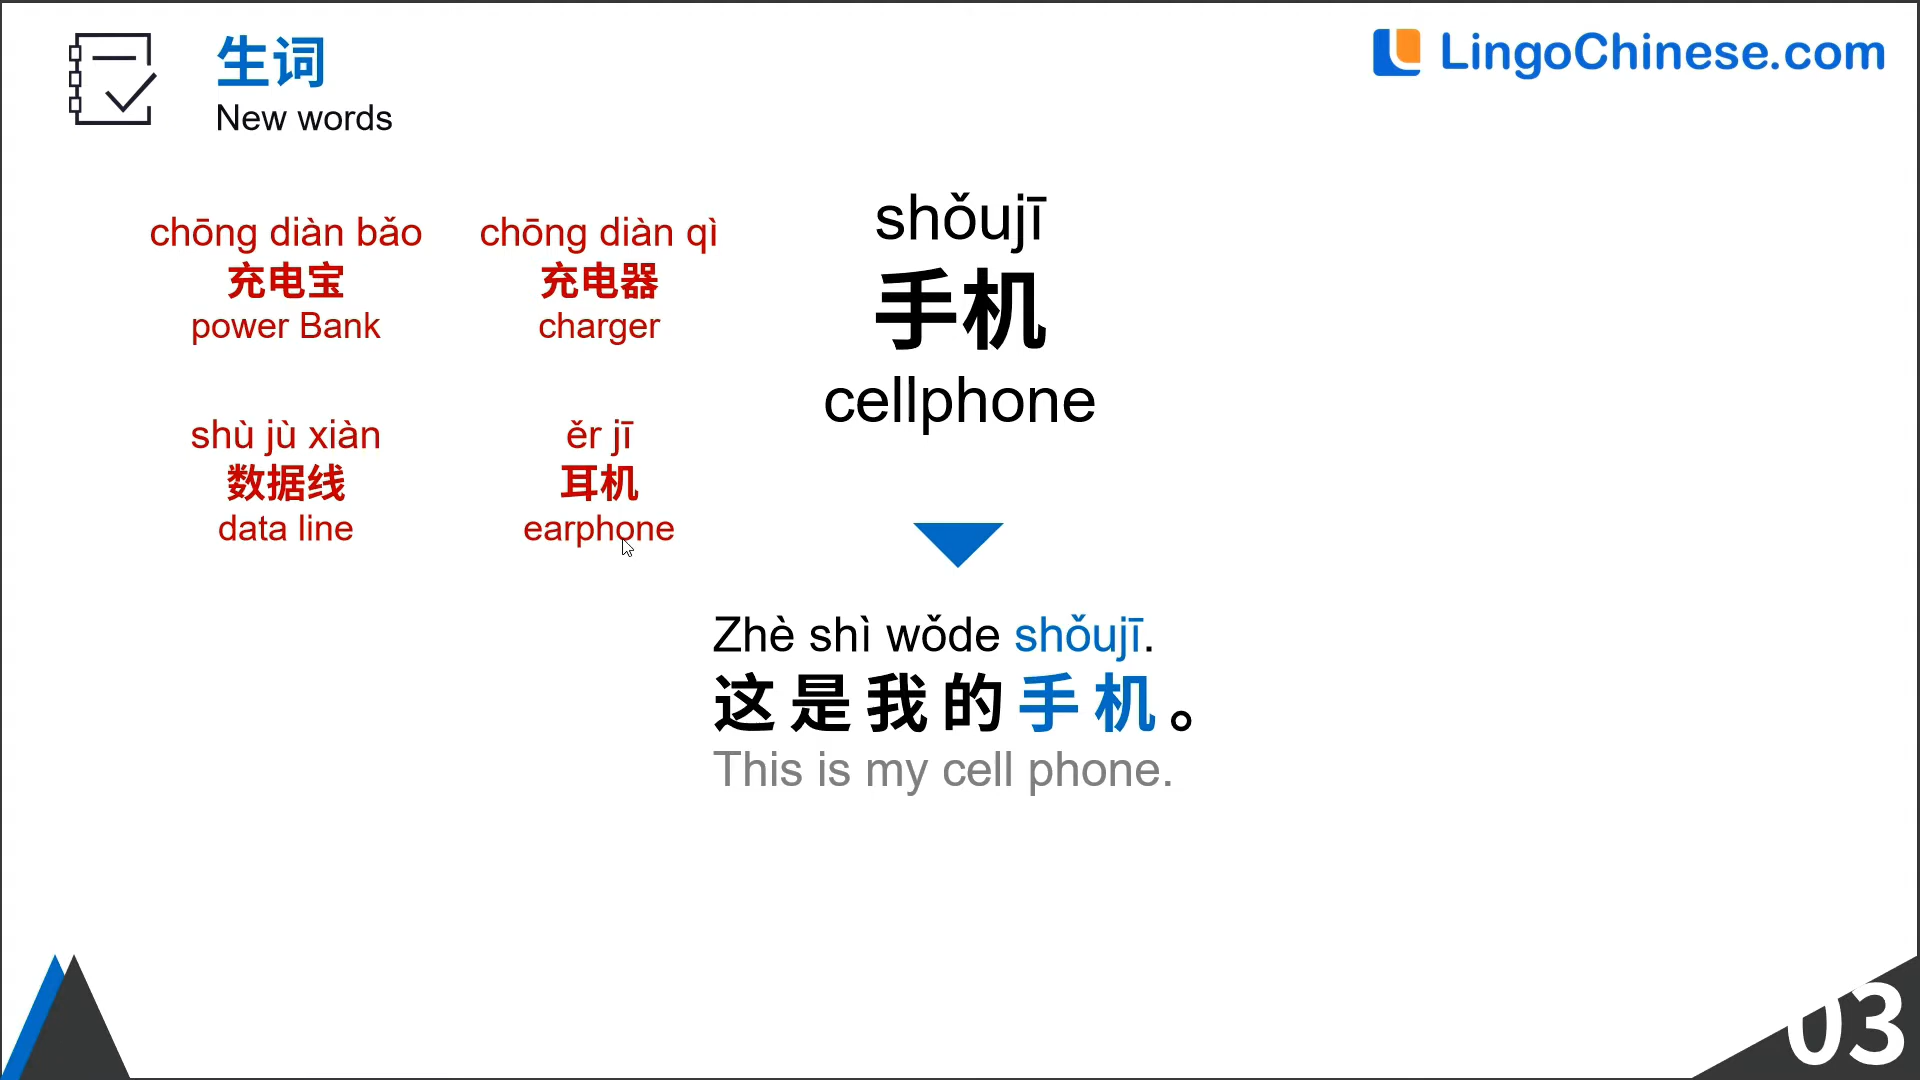 生词
New words
LingoChinese.com
chōng diàn bǎo
充电宝
power Bank
chōng diàn qì
充电器
charger
shù jù xiàn
数据线
data line
ěr jī
耳机
earphone
shǒujī
手机
cellphone
Zhè shì wǒde shǒujī.
这是我的手机。
This is my cell phone.
03